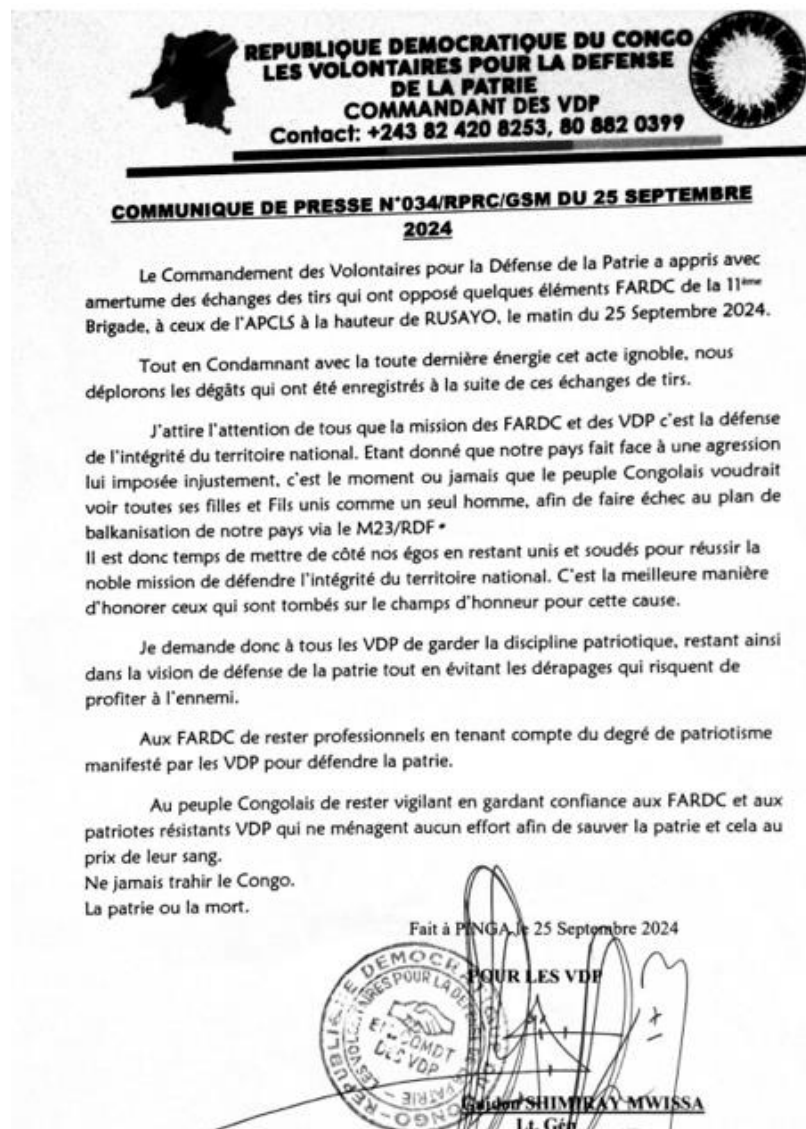 REPUBLIQUE DEMOCRATIQUE DU CONGO
LES VOLONTAIRES POUR LA DEFENSE
DE LA PATRIE
COMMANDANT DES VDP
Contact: +243 82 420 8253, 80 882 0399
COMMUNIQUE DE PRESSE N°034/RPRC/GSM DU 25 SEPTEMBRE
2024
Le Commandement des Volontaires pour la Défense de la Patrie a appris avec
amertume des échanges des tirs qui ont opposé quelques éléments FARDC de la 11ème
Brigade, à ceux de l'APCLS à la hauteur de RUSAYO, le matin du 25 Septembre 2024.
Tout en Condamnant avec la toute dernière énergie cet acte ignoble, nous
déplorons les dégâts qui ont été enregistrés à la suite de ces échanges de tirs.
J'attire l'attention de tous que la mission des FARDC et des VDP c'est la défense
de l'intégrité du territoire national. Etant donné que notre pays fait face à une agression
lui imposée injustement, c'est le moment ou jamais que le peuple Congolais voudrait
voir toutes ses filles et Fils unis comme un seul homme, afin de faire échec au plan de
balkanisation de notre pays via le M23/RDF •
Il est donc temps de mettre de côté nos égos en restant unis et soudés pour réussir la
noble mission de défendre l'intégrité du territoire national. C'est la meilleure manière
d'honorer ceux qui sont tombés sur le champs d'honneur pour cette cause.
Je demande donc à tous les VDP de garder la discipline patriotique, restant ainsi
dans la vision de défense de la patrie tout en évitant les dérapages qui risquent de
profiter à l'ennemi.
Aux FARDC de rester professionnels en tenant compte du degré de patriotisme
manifesté par les VDP pour défendre la patrie.
Au peuple Congolais de rester vigilant en gardant confiance aux FARDC et aux
patriotes résistants VDP qui ne ménagent aucun effort afin de sauver la patrie et cela au
prix de leur sang.
Ne jamais trahir le Congo.
La patrie ou la mort.
Fait à PINGA, le 25 Septembre 2024
POUR LES VDP
REPUBLIQUE DEMOCRATIQUE DU CONGO
LES VOLONTAIRES POUR LA DEFENSE DE LA PATRIE
COMDT
DES VDP
Guidon SHIMIRAY MWISSA
Lt. Gén